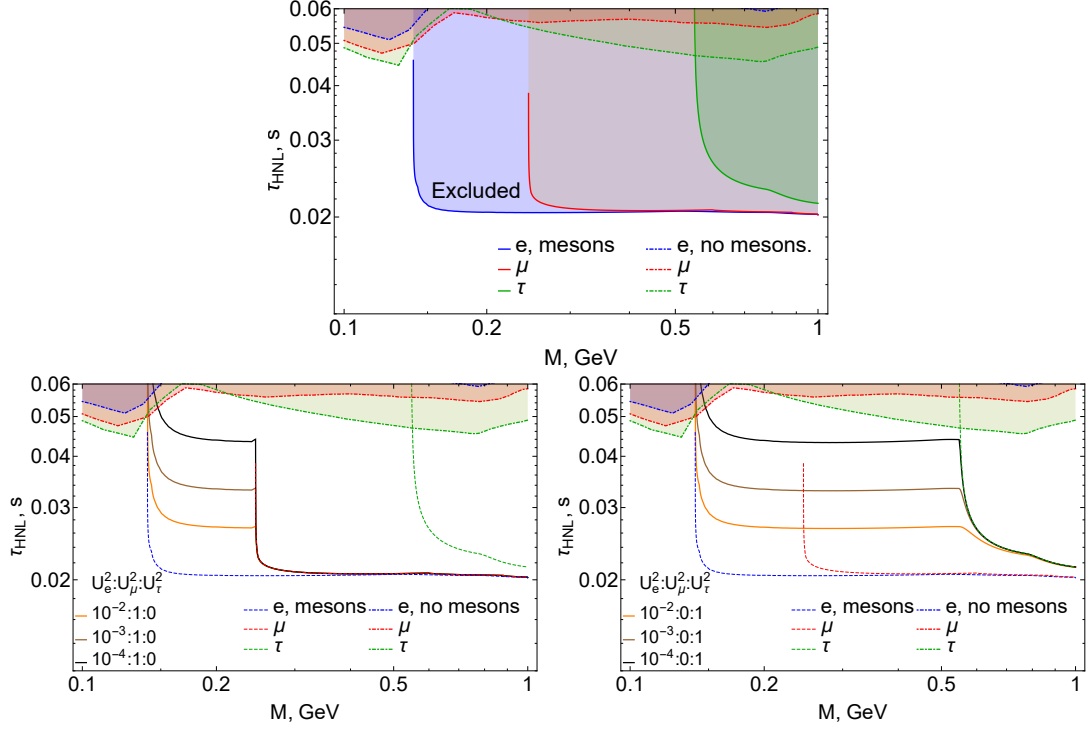 0.06
0.05
0.04
0.03
0.02
τHNL, s
Excluded
e, mesons
e, no mesons.
μ
μ
τ
τ
0.1
0.2
0.5
1
M, GeV
0.06
0.05
0.04
0.03
0.02
τHNL, s
U²e:U²μ:U²τ
10⁻²:1:0
10⁻³:1:0
10⁻⁴:1:0
e, mesons
e, no mesons
μ
μ
τ
τ
0.1
0.2
0.5
1
M, GeV
0.06
0.05
0.04
0.03
0.02
τHNL, s
U²e:U²μ:U²τ
10⁻²:0:1
10⁻³:0:1
10⁻⁴:0:1
e, mesons
e, no mesons
μ
μ
τ
τ
0.1
0.2
0.5
1
M, GeV